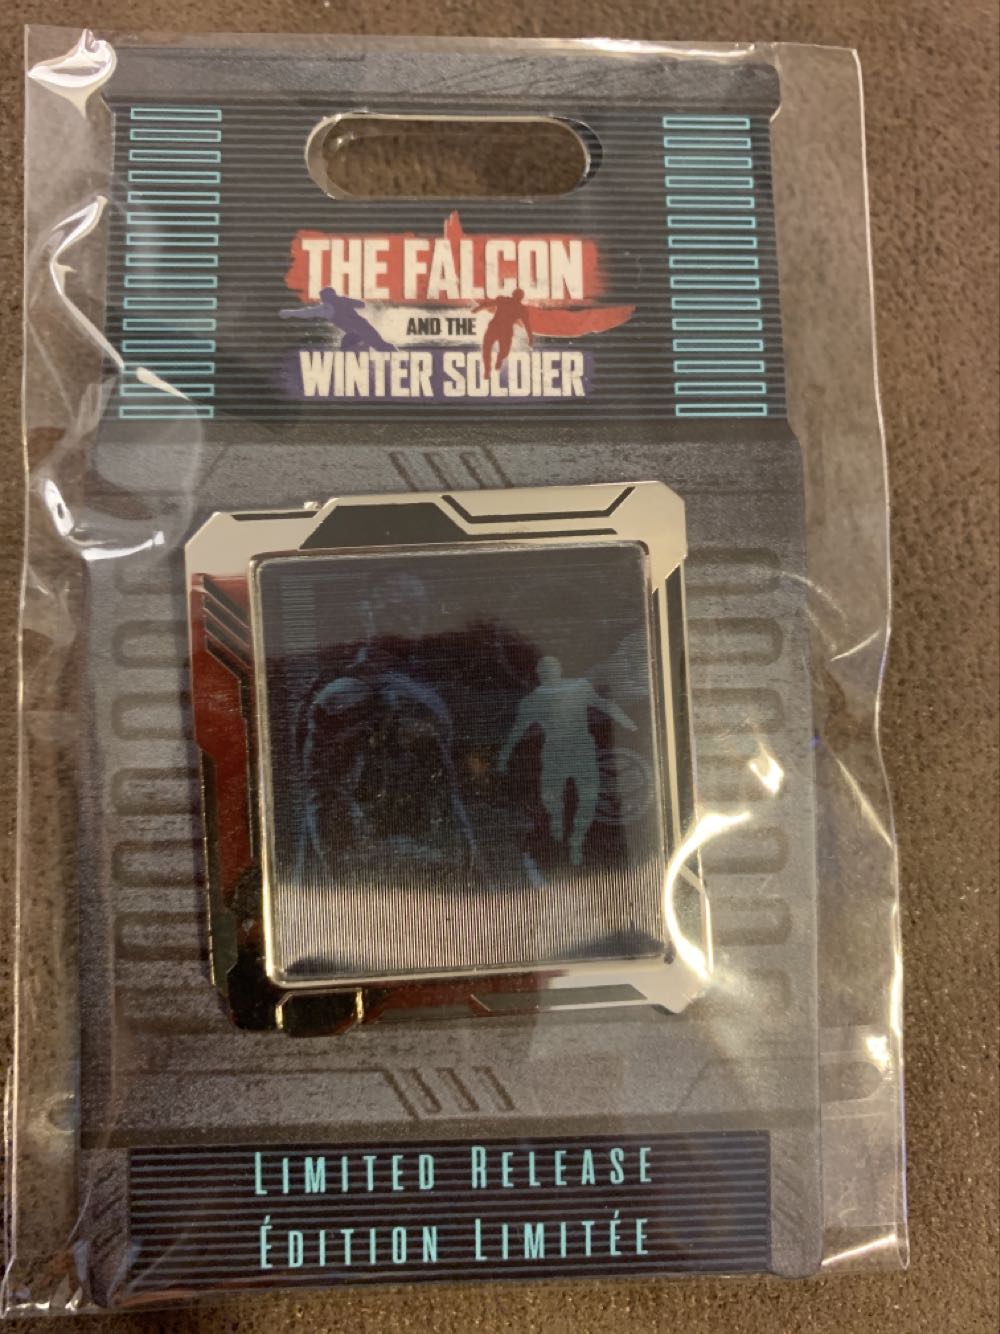 THE FALCON
AND THE
WINTER SOLDIER
LIMITED RELEASE
ÉDITION LIMITÉE